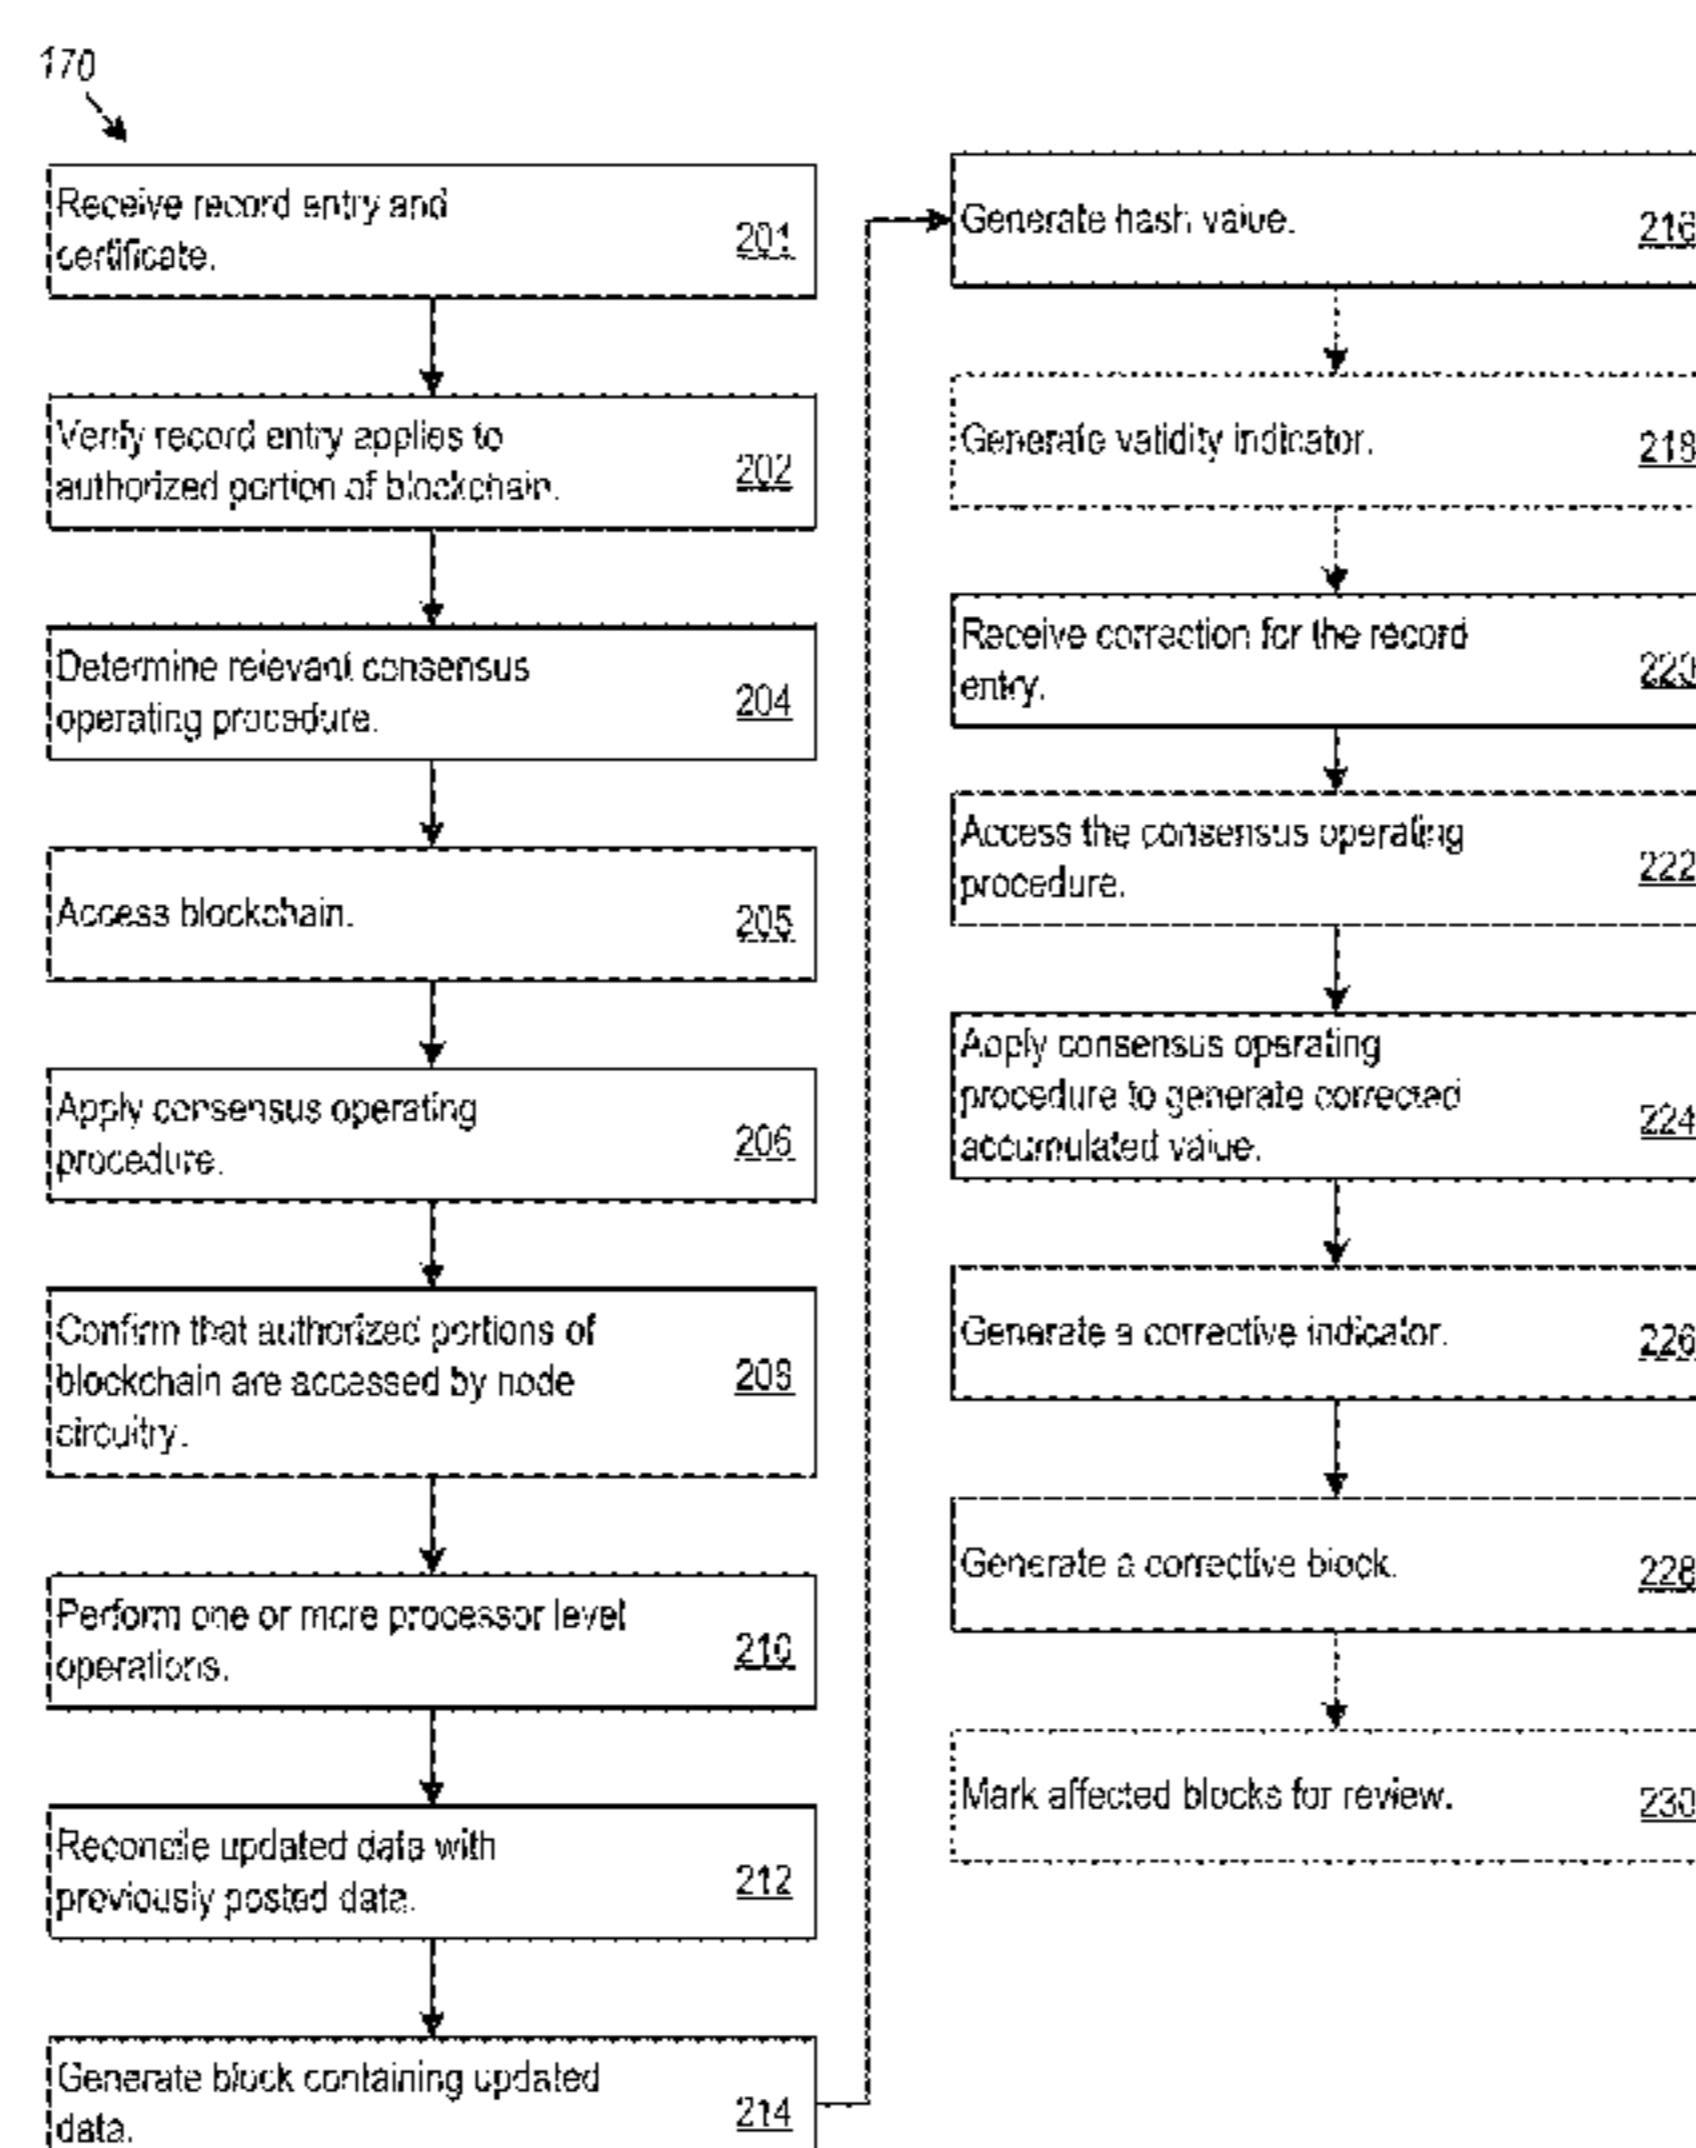 170
Receive record entry and
certificate.
201
Verify record entry applies to
authorized portion of blockchain.
202
Determine relevant consensus
operating procedure.
204
Access blockchain.
205
Apply consensus operating
procedure.
206
Confirm that authorized portions of
blockchain are accessed by node
circuitry.
208
Perform one or more processor level
operations.
210
Reconcile updated data with
previously posted data.
212
Generate block containing updated
data.
214
Generate hash value.
216
Generate validity indicator.
218
Receive correction for the record
entry.
220
Access the consensus operating
procedure.
222
Apply consensus operating
procedure to generate corrected
accumulated value.
224
Generate a corrective indicator.
226
Generate a corrective block.
228
Mark affected blocks for review.
230